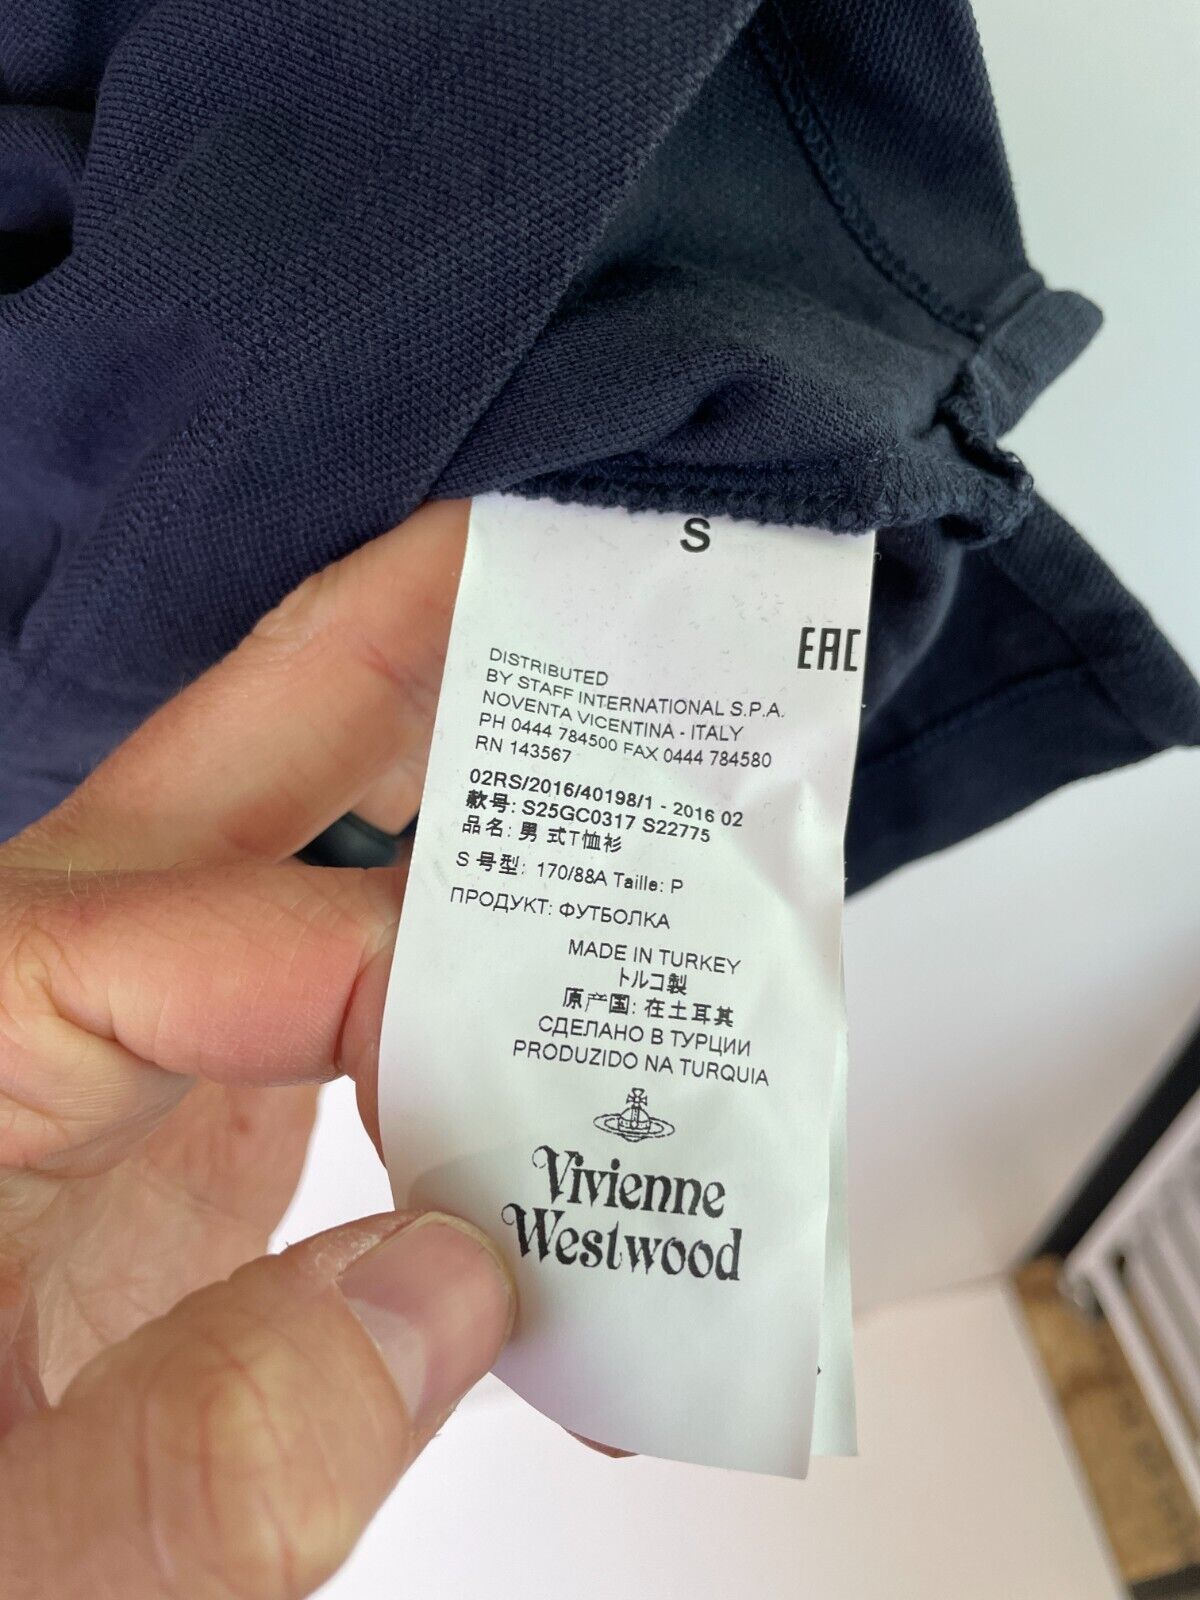 S
EAC
DISTRIBUTED
BY STAFF INTERNATIONAL S.P.A.
NOVENTA VICENTINA - ITALY
PH 0444 784500 FAX 0444 784580
RN 143567
02RS/2016/40198/1 - 2016 02
款号: S25GC0317 S22775
品名: 男 式T恤衫
S 号型: 170/88A Taille: P
ПРОДУКТ: ФУТБОЛКА
MADE IN TURKEY
トルコ製
原产国: 在土耳其
СДЕЛАНО В ТУРЦИИ
PRODUZIDO NA TURQUIA
Vivienne
Westwood